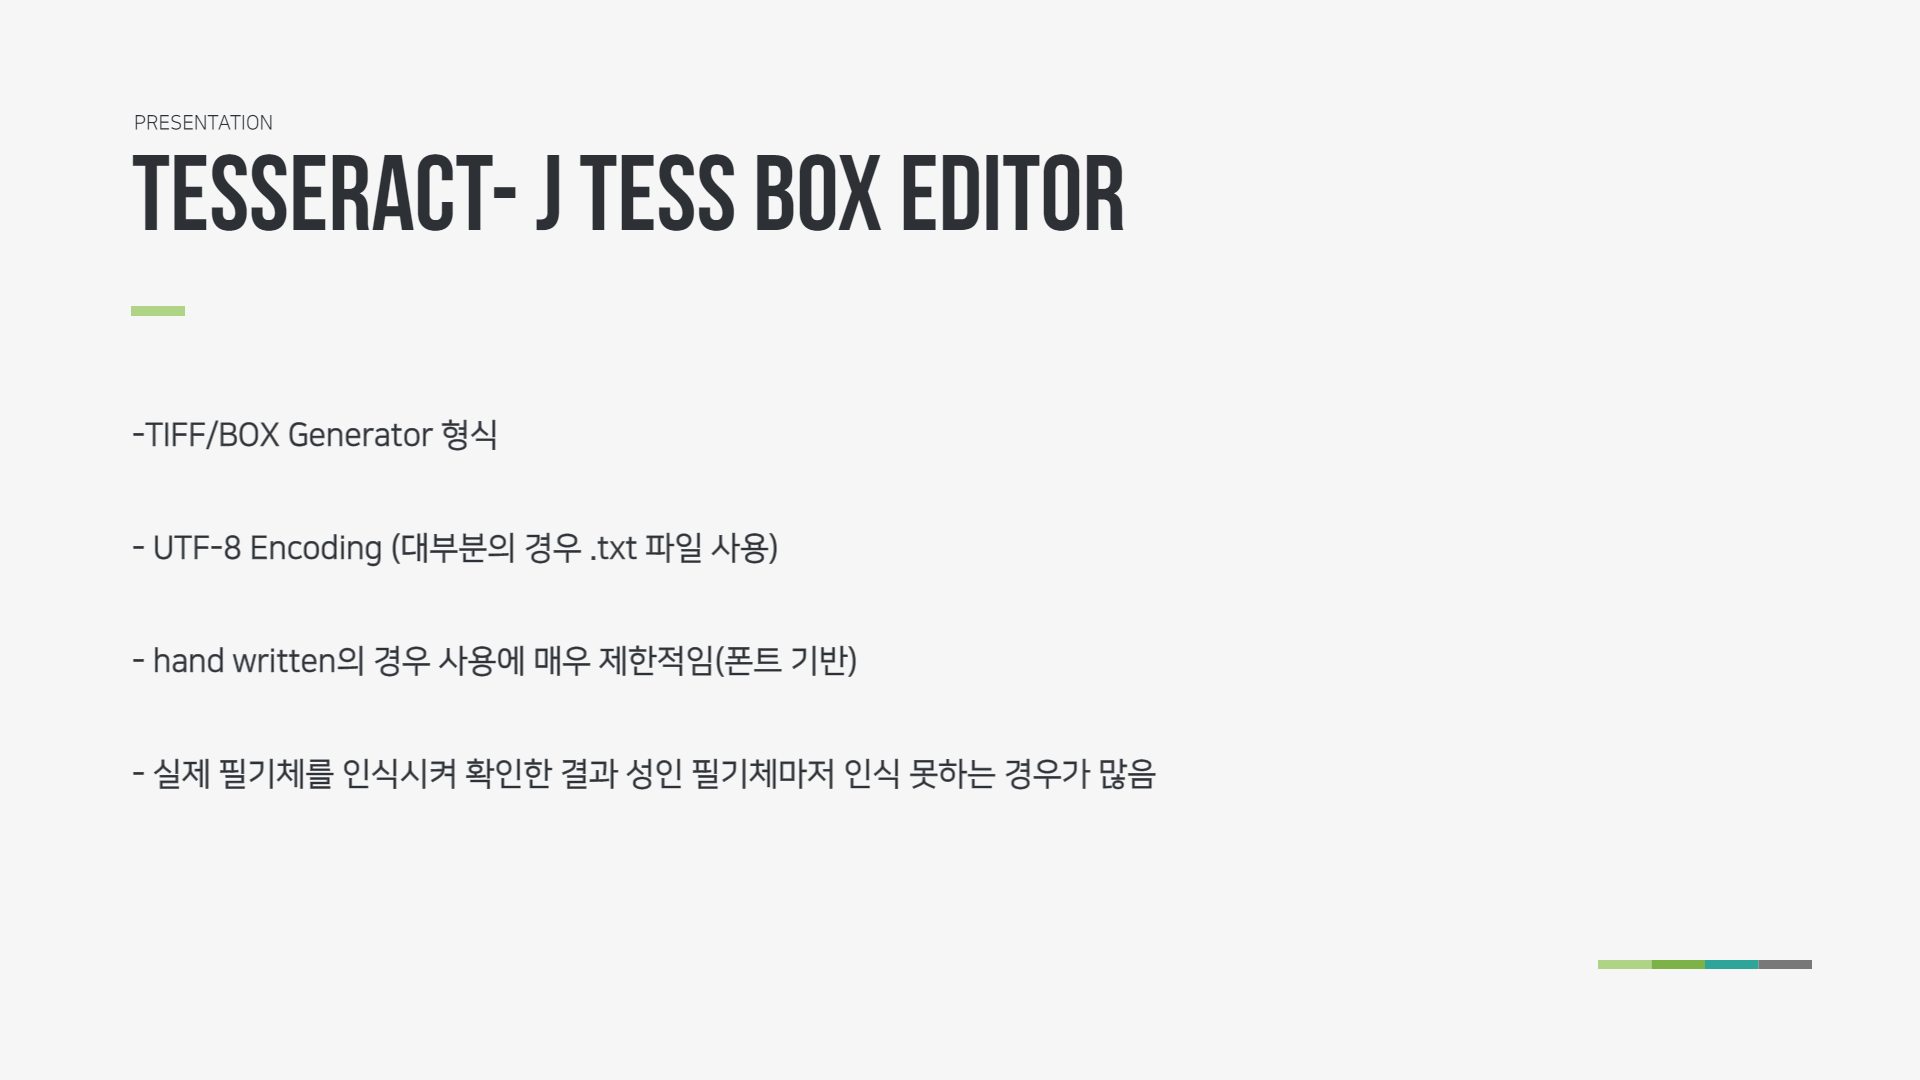 PRESENTATION
TESSERACT- J TESS BOX EDITOR
-TIFF/BOX Generator 형식
- UTF-8 Encoding (대부분의 경우 .txt 파일 사용)
- hand written의 경우 사용에 매우 제한적임(폰트 기반)
- 실제 필기체를 인식시켜 확인한 결과 성인 필기체마저 인식 못하는 경우가 많음